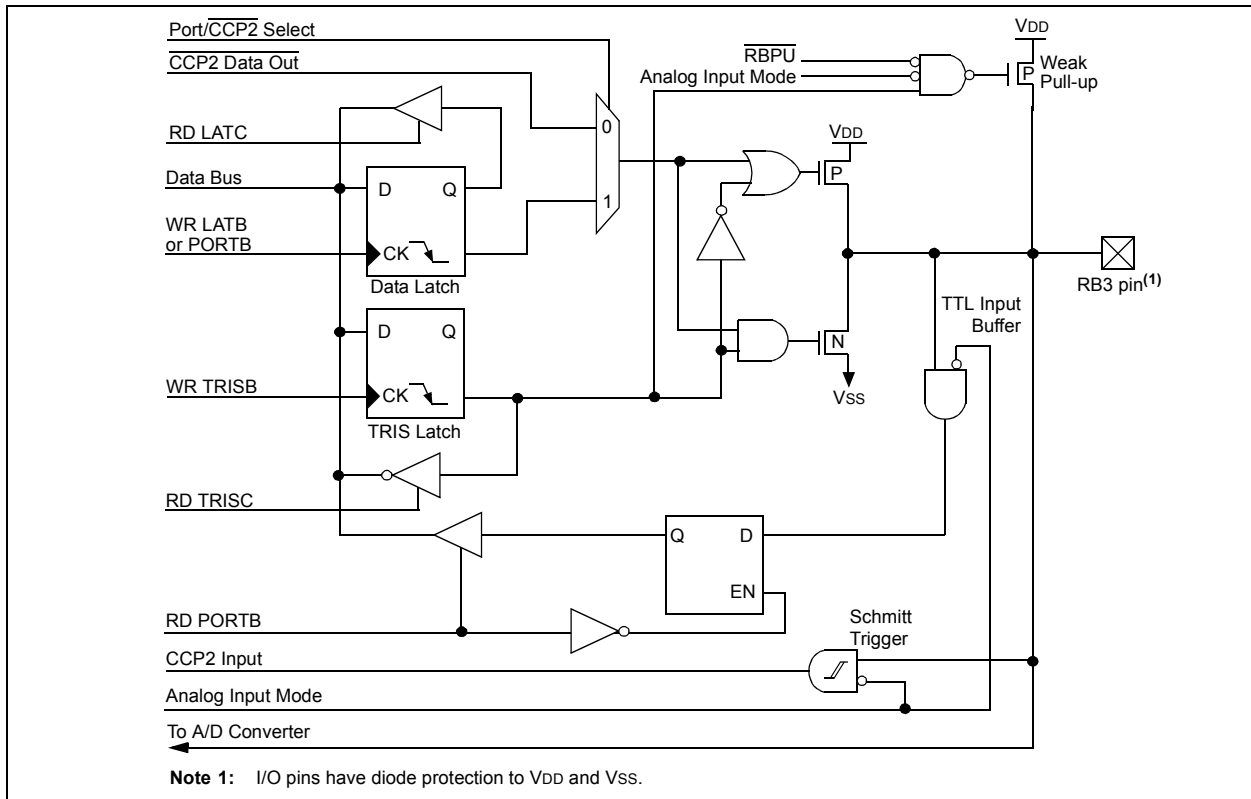 Port/CCP2 Select
CCP2 Data Out
RBPU
Analog Input Mode
VDD
Weak
Pull-up
P
0
1
RD LATC
Data Bus
WR LATB
or PORTB
D
Q
CK
Data Latch
VDD
P
N
VSS
RB3 pin(1)
TTL Input
Buffer
D
Q
WR TRISB
CK
TRIS Latch
RD TRISC
Q
D
EN
RD PORTB
Schmitt
Trigger
CCP2 Input
Analog Input Mode
To A/D Converter
Note 1: I/O pins have diode protection to VDD and VSS.